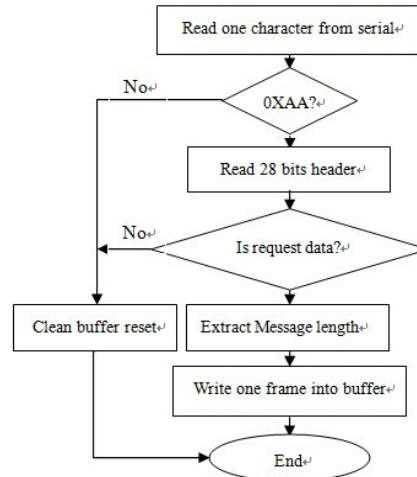 Read one character from serial
No
0XAA?
Read 28 bits header
No
Is request data?
Clean buffer reset
Extract Message length
Write one frame into buffer
End